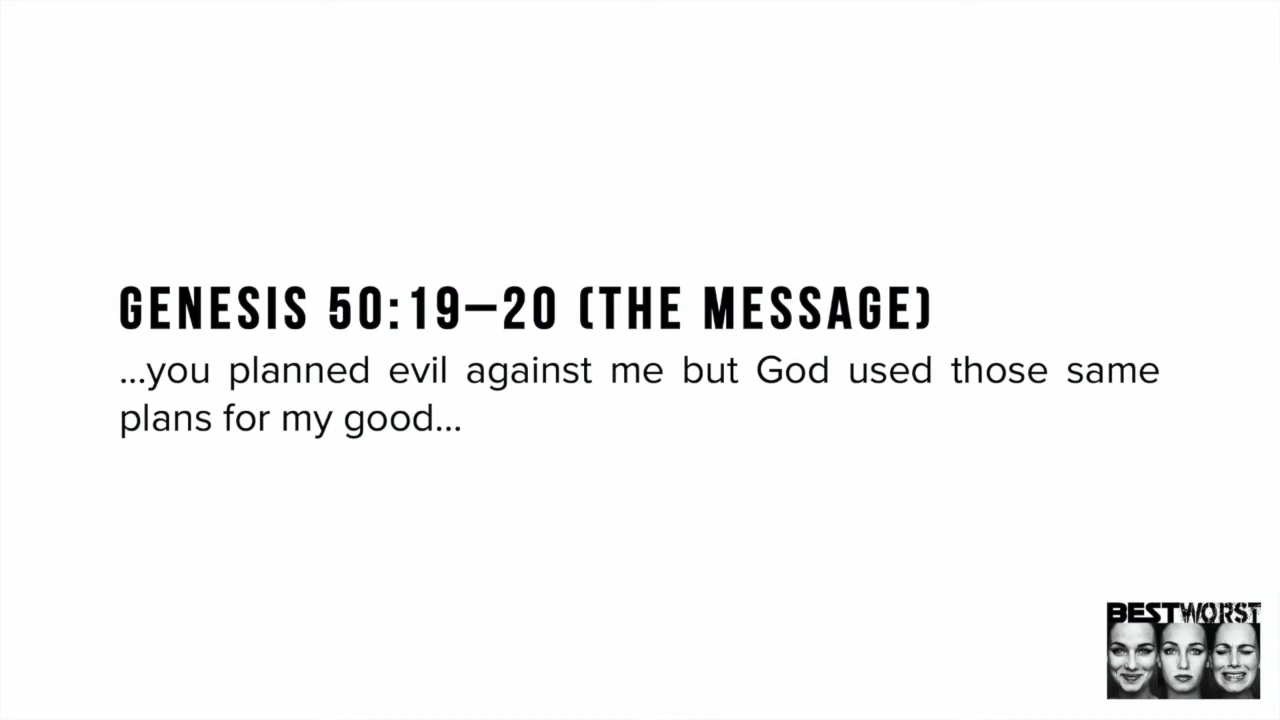 GENESIS 50:19–20 (THE MESSAGE)
...you planned evil against me but God used those same
plans for my good...
BESTWORST